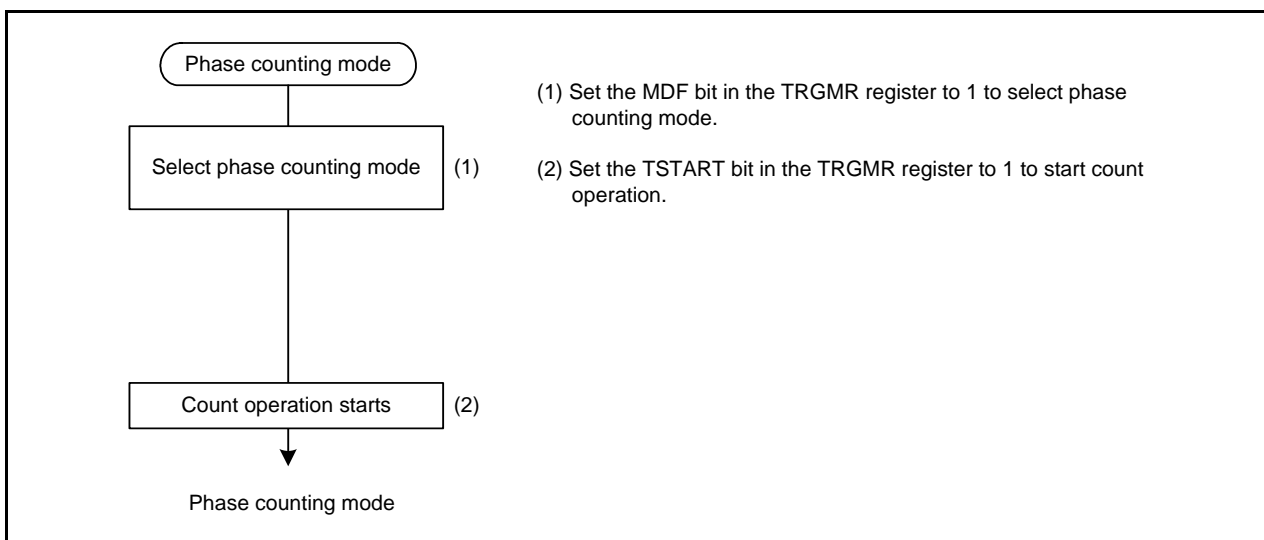 Phase counting mode
(1) Set the MDF bit in the TRGMR register to 1 to select phase
counting mode.
Select phase counting mode (1)
(2) Set the TSTART bit in the TRGMR register to 1 to start count
operation.
Count operation starts (2)
Phase counting mode